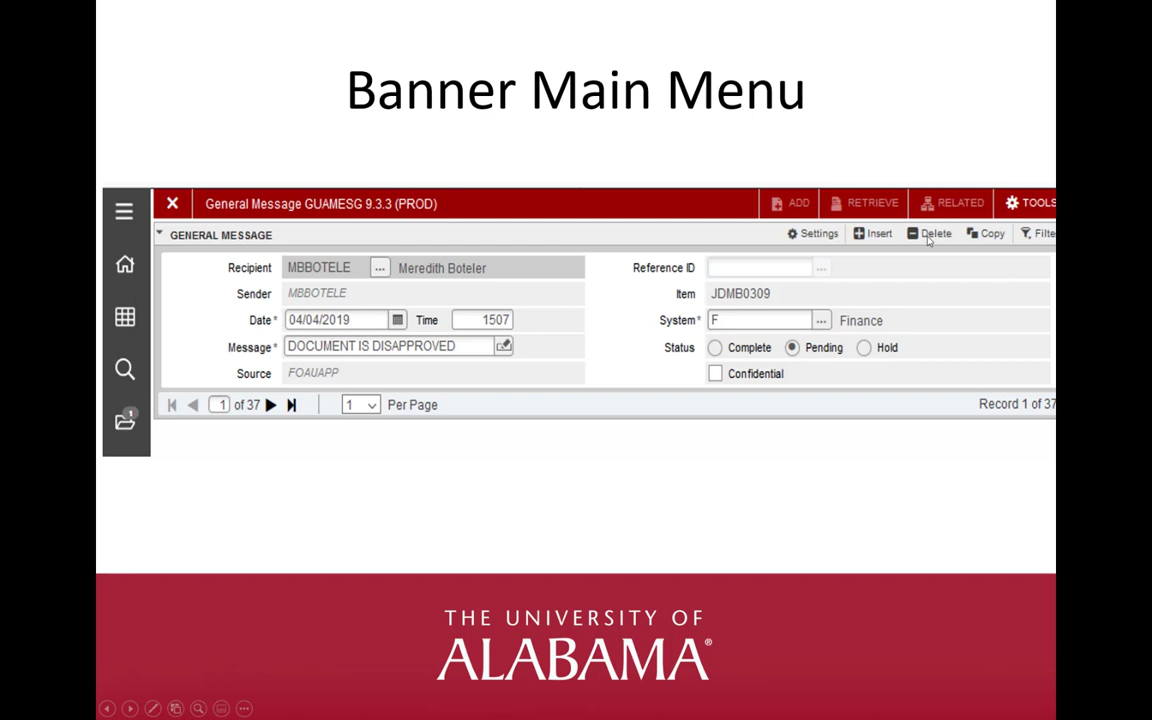 Banner Main Menu
General Message GUAMESG 9.3.3 (PROD) ADD RETRIEVE RELATED TOOLS
GENERAL MESSAGE Settings Insert Delete Copy Filte
Recipient MBBOTELE ... Meredith Boteler Reference ID ...
Sender MBBOTELE Item JDMB0309
Date* 04/04/2019 Time 1507 System* F ... Finance
Message* DOCUMENT IS DISAPPROVED Status Complete Pending Hold
Source FOAUAPP Confidential
1 of 37 1 Per Page Record 1 of 37
1
THE UNIVERSITY OF
ALABAMA®